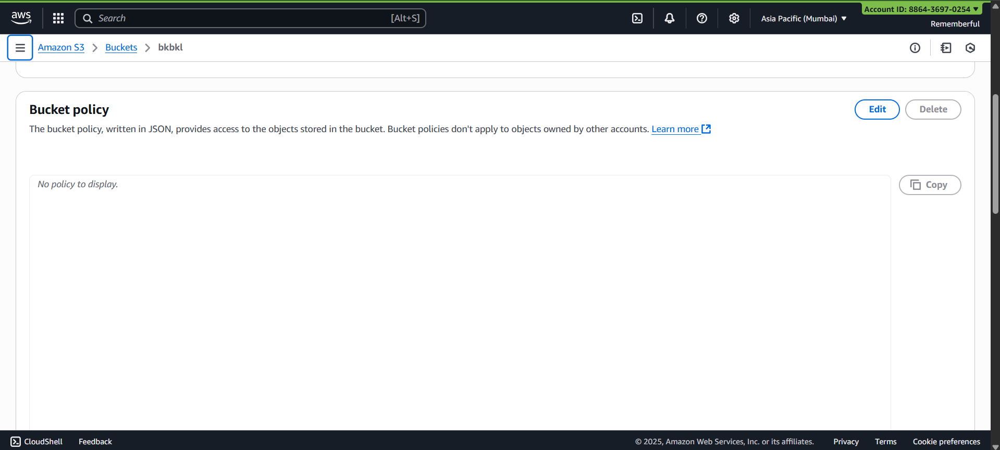 aws
Search
[Alt+S]
Asia Pacific (Mumbai)
Account ID: 8864-3697-0254
Rememberful
Amazon S3
Buckets
bkbkl
Bucket policy
Edit
Delete
The bucket policy, written in JSON, provides access to the objects stored in the bucket. Bucket policies don't apply to objects owned by other accounts. Learn more
No policy to display.
Copy
CloudShell
Feedback
© 2025, Amazon Web Services, Inc. or its affiliates.
Privacy
Terms
Cookie preferences